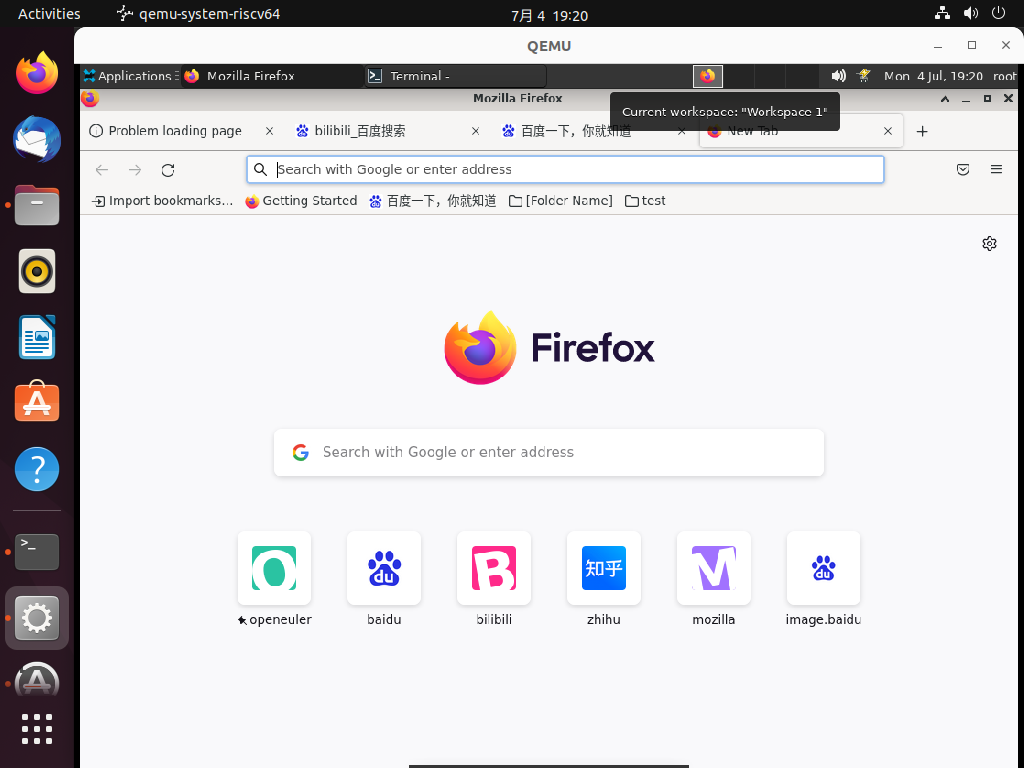 Activities qemu-system-riscv64 7月 4 19:20
QEMU
Applications Mozilla Firefox Terminal - Mon 4 Jul, 19:20 root
Mozilla Firefox
Current workspace: "Workspace 1"
Problem loading page bilibili_百度搜索 百度一下，你就知道 New Tab
Search with Google or enter address
Import bookmarks... Getting Started 百度一下，你就知道 [Folder Name] test
Firefox
Search with Google or enter address
du 知乎 du
openeuler baidu bilibili zhihu mozilla image.baidu